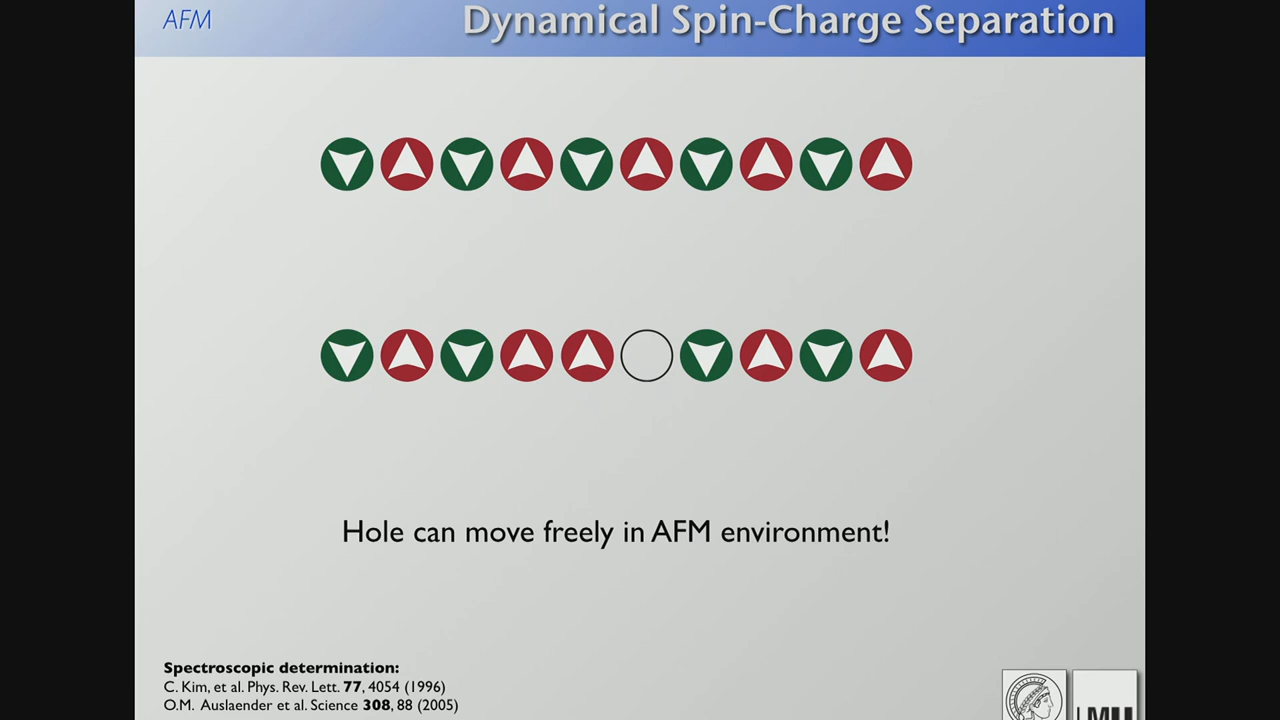 AFM
Dynamical Spin-Charge Separation
Hole can move freely in AFM environment!
Spectroscopic determination:
C. Kim, et al. Phys. Rev. Lett. 77, 4054 (1996)
O.M. Auslaender et al. Science 308, 88 (2005)
LMU